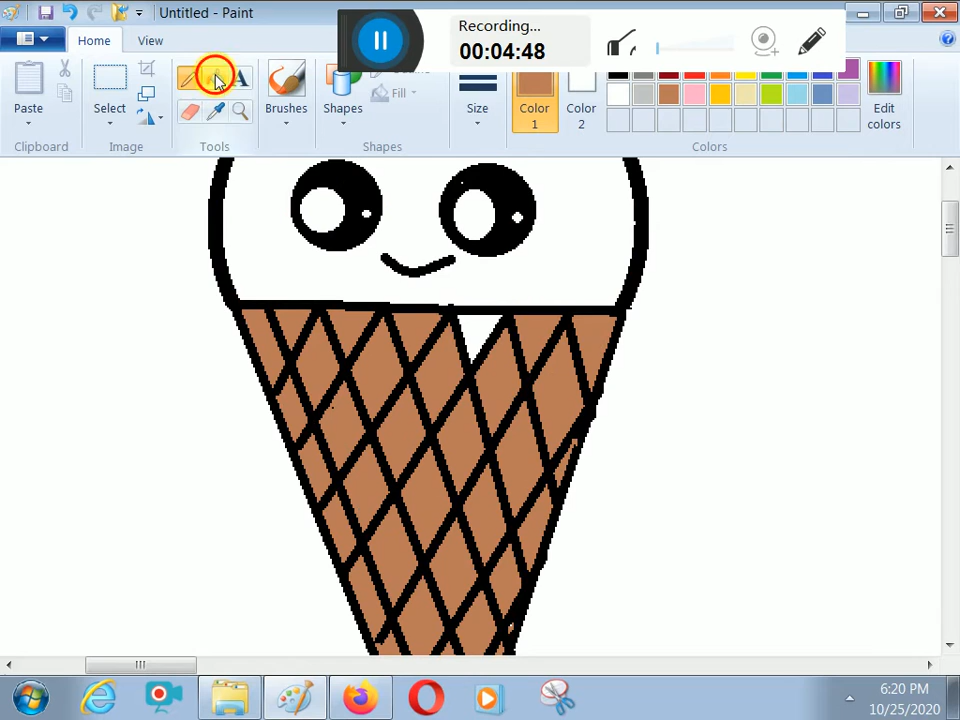 Untitled - Paint
Recording...
00:04:48
Home
View
Paste
Select
A
Brushes
Shapes
Outline
Fill
Size
Color 1
Color 2
Edit colors
Clipboard
Image
Tools
Shapes
Colors
6:20 PM
10/25/2020